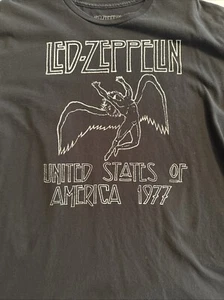 LED-ZEPPELIN
UNITED STATES OF
AMERICA 1977